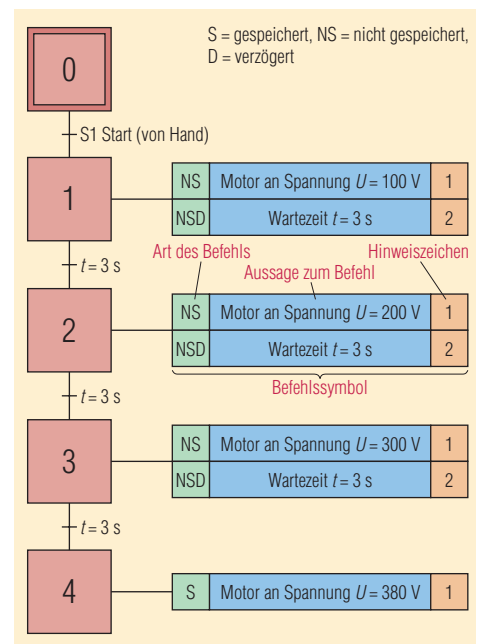 S = gespeichert, NS = nicht gespeichert,
D = verzögert
0
S1 Start (von Hand)
1
NS Motor an Spannung U = 100 V 1
NSD Wartezeit t = 3 s 2
t = 3 s
Art des Befehls
Aussage zum Befehl
Hinweiszeichen
2
NS Motor an Spannung U = 200 V 1
NSD Wartezeit t = 3 s 2
Befehlssymbol
t = 3 s
3
NS Motor an Spannung U = 300 V 1
NSD Wartezeit t = 3 s 2
t = 3 s
4
S Motor an Spannung U = 380 V 1